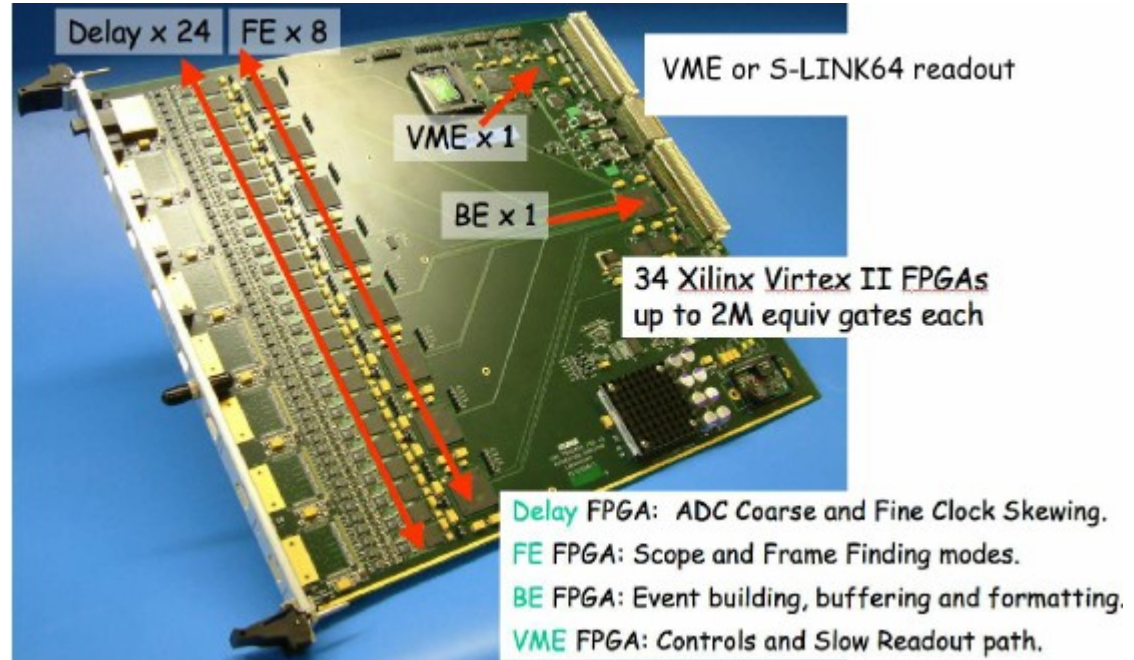 Delay x 24
FE x 8
VME or S-LINK64 readout
VME x 1
BE x 1
34 Xilinx Virtex II FPGAs
up to 2M equiv gates each
Delay FPGA: ADC Coarse and Fine Clock Skewing.
FE FPGA: Scope and Frame Finding modes.
BE FPGA: Event building, buffering and formatting.
VME FPGA: Controls and Slow Readout path.